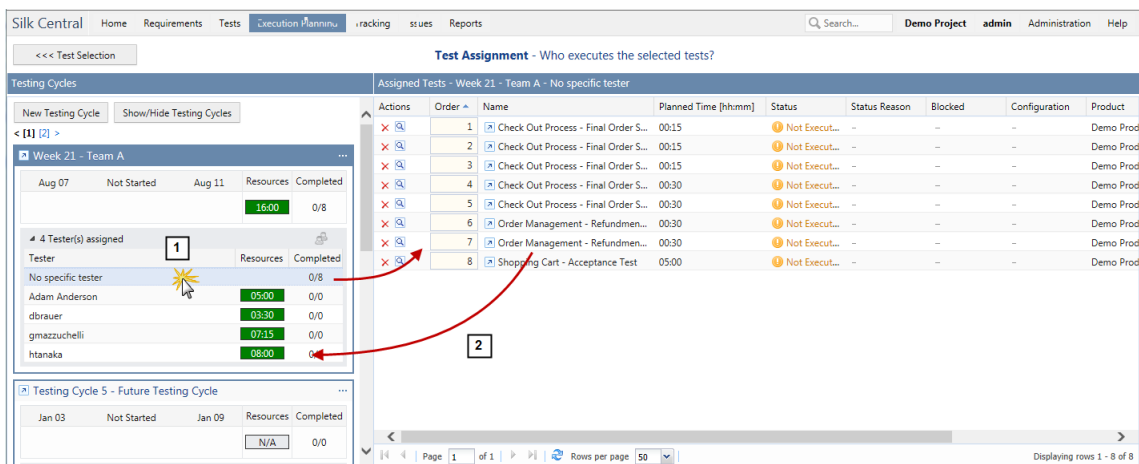 Silk Central Home Requirements Tests Execution Planning racking ssues Reports Search... Demo Project admin Administration Help
<<< Test Selection
Test Assignment - Who executes the selected tests?
Testing Cycles
New Testing Cycle Show/Hide Testing Cycles
< [1] [2] >
Week 21 - Team A ...
Aug 07 Not Started Aug 11 Resources Completed
16:00 0/8
4 Tester(s) assigned
1
Tester Resources Completed
No specific tester 0/8
Adam Anderson 05:00 0/0
dbrauer 03:30 0/0
gmazzuchelli 07:15 0/0
htanaka 08:00
Testing Cycle 5 - Future Testing Cycle ...
Jan 03 Not Started Jan 09 Resources Completed
N/A 0/0
Assigned Tests - Week 21 - Team A - No specific tester
Actions Order Name Planned Time [hh:mm] Status Status Reason Blocked Configuration Product
1 Check Out Process - Final Order S... 00:15 Not Execut... - - - Demo Prod
2 Check Out Process - Final Order S... 00:15 Not Execut... - - - Demo Prod
3 Check Out Process - Final Order S... 00:15 Not Execut... - - - Demo Prod
4 Check Out Process - Final Order S... 00:30 Not Execut... - - - Demo Prod
5 Check Out Process - Final Order S... 00:30 Not Execut... - - - Demo Prod
6 Order Management - Refundmen... 00:30 Not Execut... - - - Demo Prod
7 Order Management - Refundmen... 00:30 Not Execut... - - - Demo Prod
8 Shopping Cart - Acceptance Test 05:00 Not Execut... - - - Demo Prod
2
Page 1 of 1 Rows per page 50 Displaying rows 1 - 8 of 8